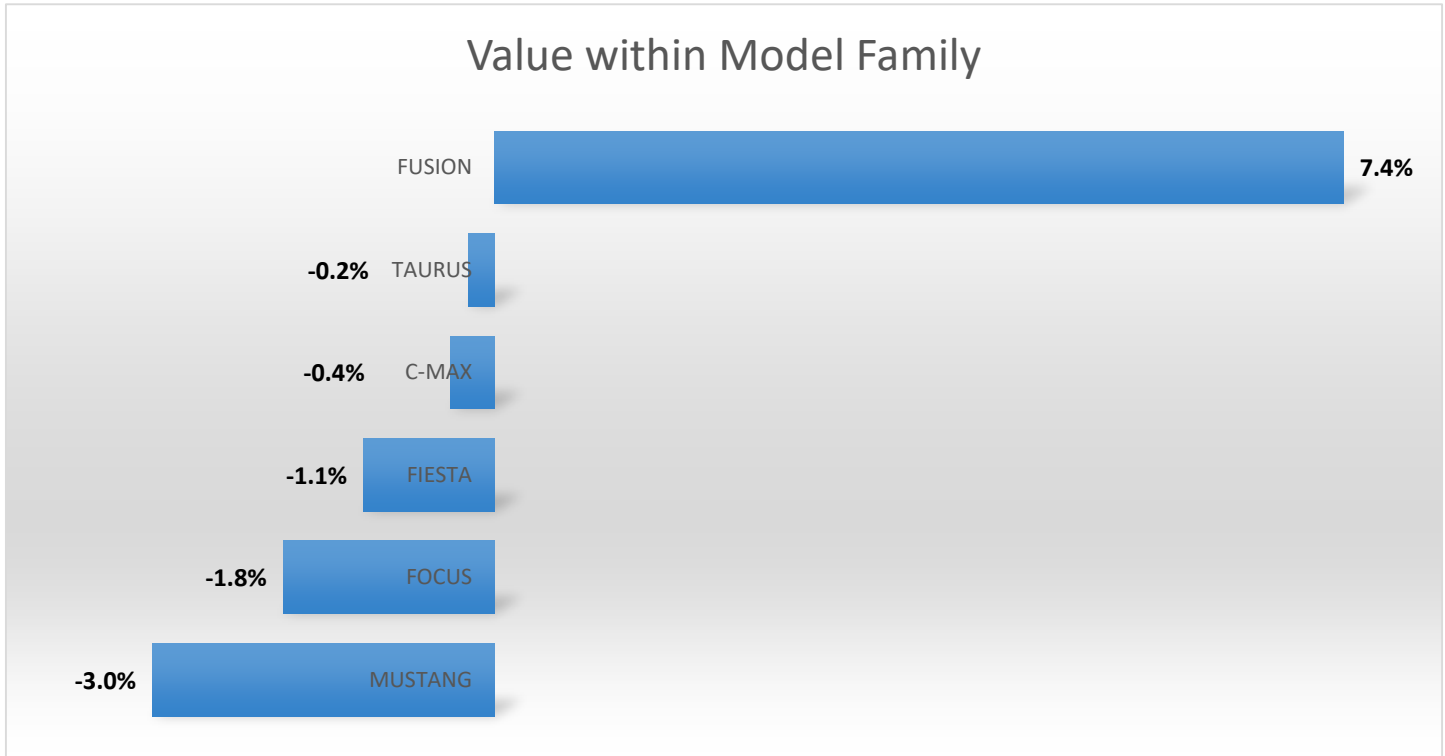 Value within Model Family
FUSION 7.4%
-0.2% TAURUS
-0.4% C-MAX
-1.1% FIESTA
-1.8% FOCUS
-3.0% MUSTANG